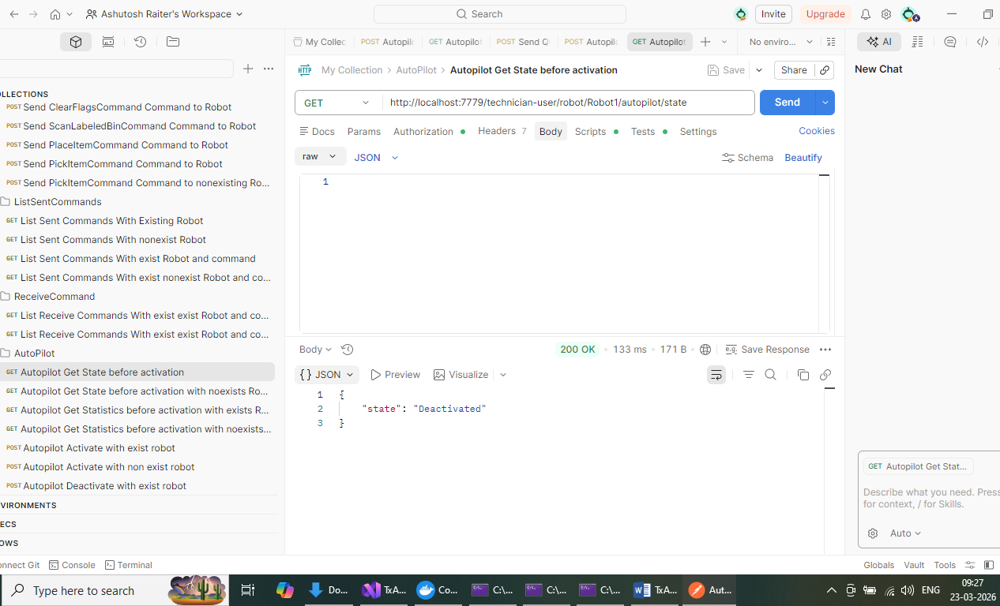 Ashutosh Raiter's Workspace
Search
Invite
Upgrade
My Collec
POST Autopil
GET Autopilo
POST Send Q
POST Autopil
GET Autopilot
No enviro...
AI
My Collection > AutoPilot > Autopilot Get State before activation
Save
Share
New Chat
GET
http://localhost:7779/technician-user/robot/Robot1/autopilot/state
Send
Docs
Params
Authorization
Headers 7
Body
Scripts
Tests
Settings
Cookies
raw
JSON
Schema
Beautify
1
OLLECTIONS
POST Send ClearFlagsCommand Command to Robot
POST Send ScanLabeledBinCommand Command to Robot
POST Send PlaceItemCommand Command to Robot
POST Send PickItemCommand Command to Robot
POST Send PickItemCommand Command to nonexisting Ro...
ListSentCommands
GET List Sent Commands With Existing Robot
GET List Sent Commands With nonexist Robot
GET List Sent Commands With exist Robot and command
GET List Sent Commands With exist nonexist Robot and co...
ReceiveCommand
GET List Receive Commands With exist exist Robot and co...
GET List Receive Commands With exist exist Robot and co...
AutoPilot
GET Autopilot Get State before activation
GET Autopilot Get State before activation with noexists Ro...
GET Autopilot Get Statistics before activation with exists R...
GET Autopilot Get Statistics before activation with noexists...
POST Autopilot Activate with exist robot
POST Autopilot Activate with non exist robot
POST Autopilot Deactivate with exist robot
VIRONMENTS
ECS
OWS
Body
200 OK
133 ms
171 B
e.g. Save Response
{} JSON
Preview
Visualize
1 {
2 "state": "Deactivated"
3 }
GET Autopilot Get Stat...
Describe what you need. Press
for context, / for Skills.
Auto
onnect Git
Console
Terminal
Globals
Vault
Tools
Type here to search
Do...
TxA...
Co...
C:\...
C:\...
C:\...
TxA...
Aut...
ENG
09:27
23-03-2026